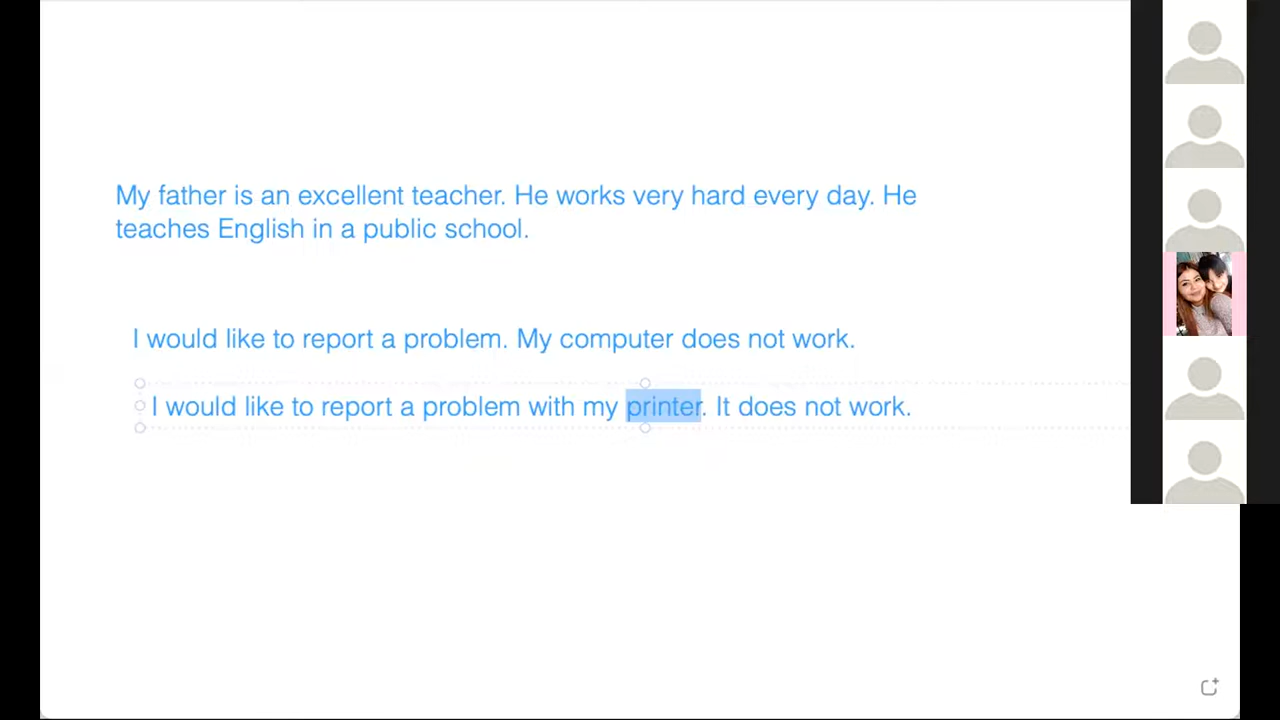 My father is an excellent teacher. He works very hard every day. He
teaches English in a public school.
I would like to report a problem. My computer does not work.
I would like to report a problem with my printer. It does not work.